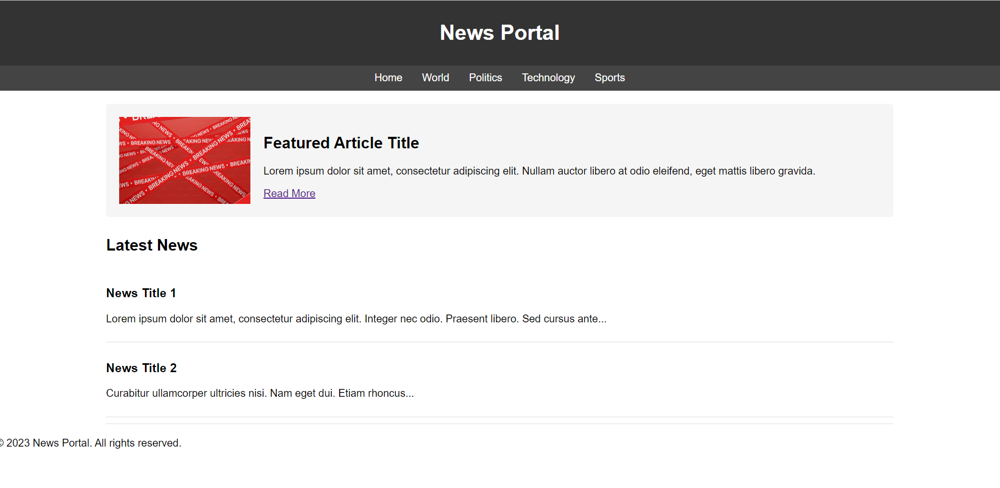 News Portal
Home World Politics Technology Sports
BREAKING NEWS • BREAKING NEWS • BREAKING NEWS
Featured Article Title
Lorem ipsum dolor sit amet, consectetur adipiscing elit. Nullam auctor libero at odio eleifend, eget mattis libero gravida.
Read More
Latest News
News Title 1
Lorem ipsum dolor sit amet, consectetur adipiscing elit. Integer nec odio. Praesent libero. Sed cursus ante...
News Title 2
Curabitur ullamcorper ultricies nisi. Nam eget dui. Etiam rhoncus...
© 2023 News Portal. All rights reserved.